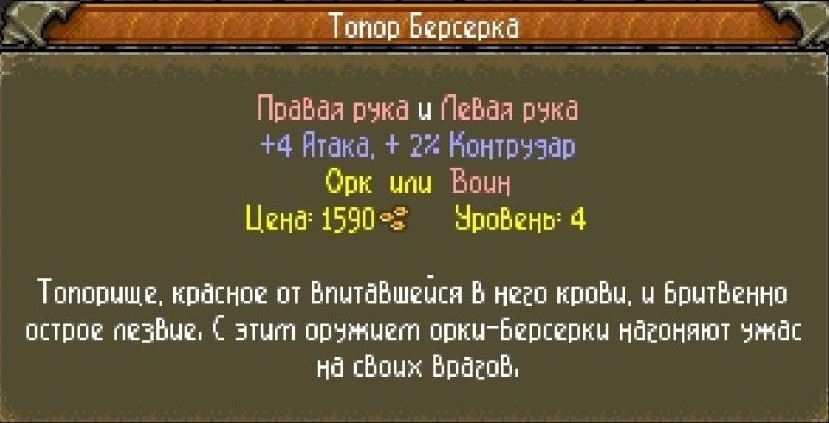 Топор Берсерка
Правая рука и Левая рука
+4 Атака, + 2% Контрудар
Орк или Воин
Цена: 1590 Уровень: 4
Топорище, красное от впитавшейся в него крови, и бритвенно
острое лезвие. С этим оружием орки-берсерки нагоняют ужас
на своих врагов.